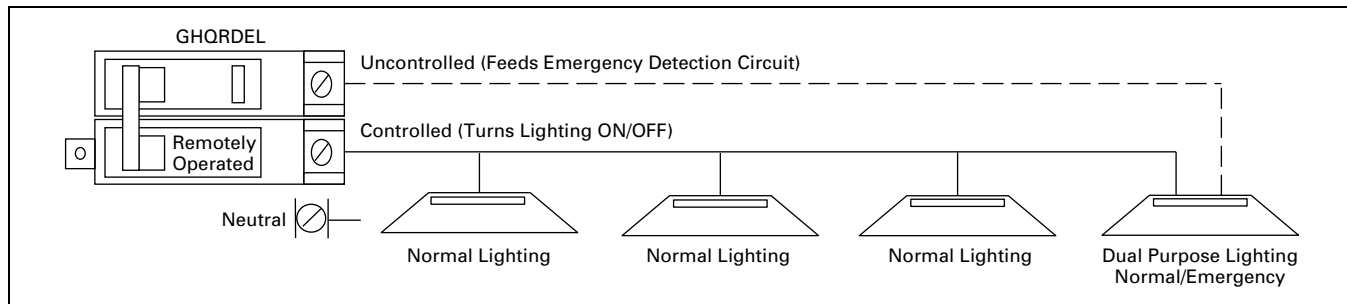 GHQRDEL
Uncontrolled (Feeds Emergency Detection Circuit)
Controlled (Turns Lighting ON/OFF)
Remotely
Operated
Neutral
Normal Lighting
Normal Lighting
Normal Lighting
Dual Purpose Lighting
Normal/Emergency